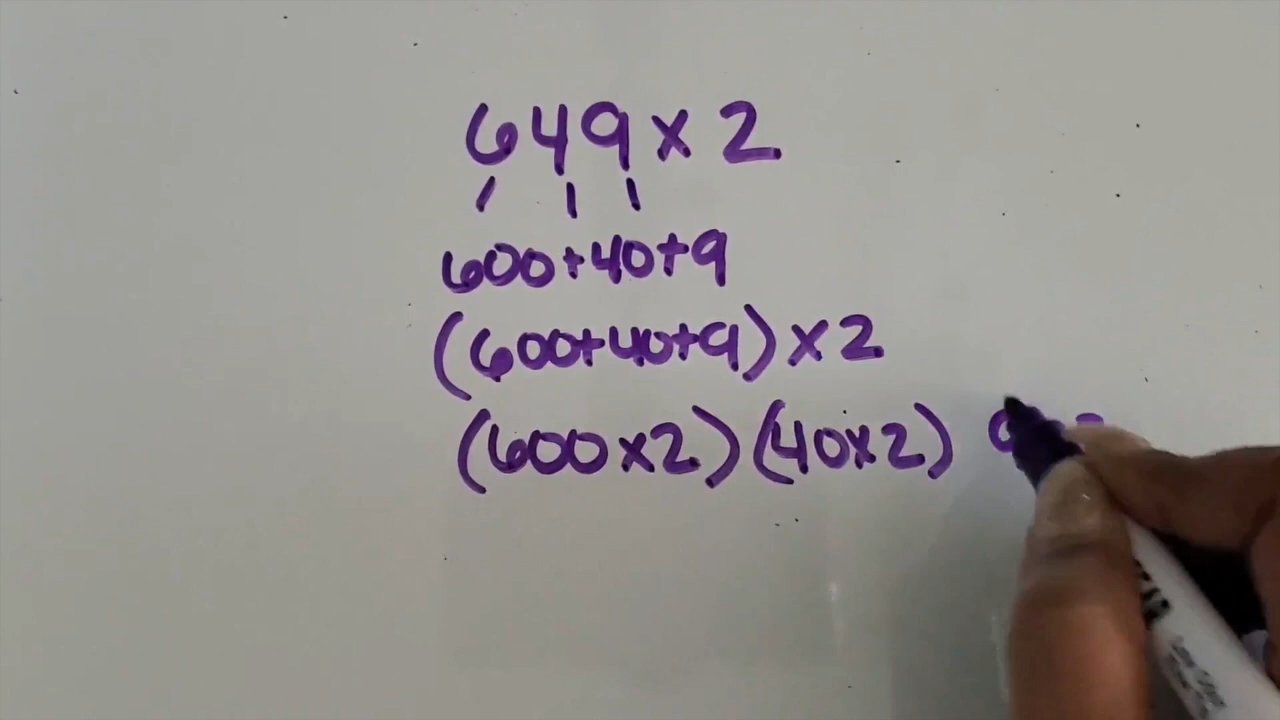 649 x 2
600+40+9
(600+40+9) x 2
(600x2) (40x2)